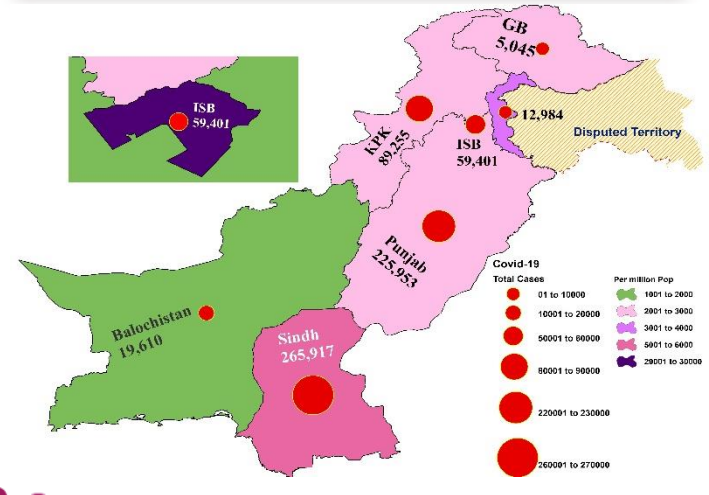 GB
5,045
ISB
59,401
12,984
Disputed Territory
KPK
89,255
ISB
59,401
Punjab
225,953
Balochistan
19,610
Sindh
265,917
Covid-19
Total Cases
01 to 10000
10001 to 20000
50001 to 60000
80001 to 90000
220001 to 230000
260001 to 270000
Per million Pop
1001 to 2000
2001 to 3000
3001 to 4000
5001 to 6000
29001 to 30000